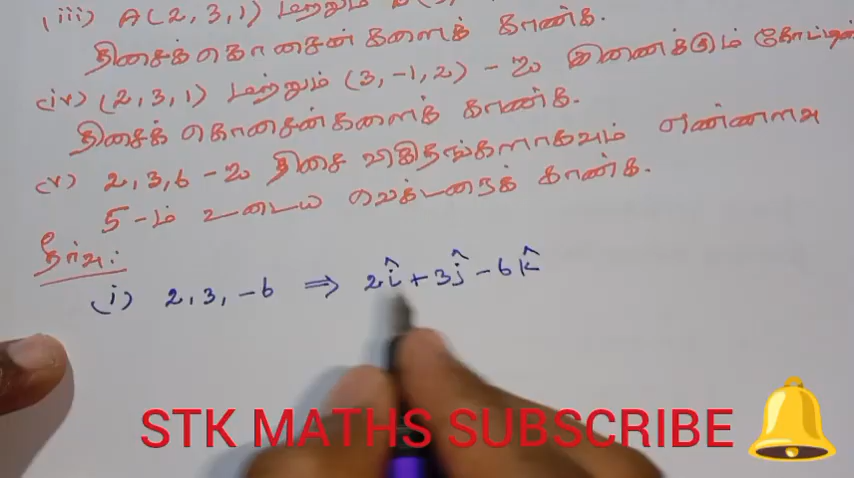 (iii) A(2,3,1) மற்றும்
திசைக் கொசைன்களைக் காண்க.
(iv) (2,3,1) மற்றும் (3,-1,2) - ஐ இணைக்கும் கோட்டின்
திசைக் கொசைன்களைக் காண்க.
(v) 2,3,6 - ஐ திசை விகிதங்களாகவும் எண்ணளவு
5-ம் உடைய வெக்டரைக் காண்க.
தீர்வு:
(i) 2,3,-6 ⇒ 2î + 3ĵ - 6k̂
STK MATHS SUBSCRIBE